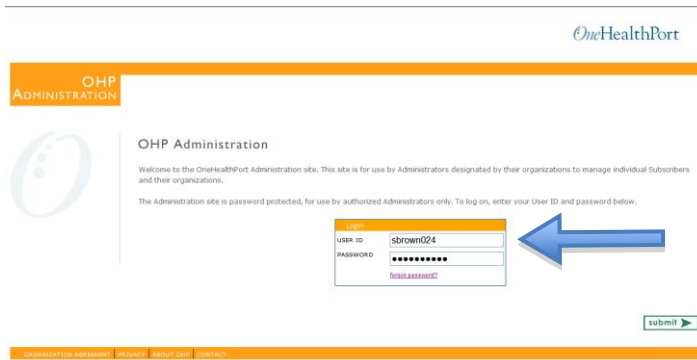 OneHealthPort
OHP
ADMINISTRATION
OHP Administration
Welcome to the OneHealthPort Administration site. This site is for use by Administrators designated by their organizations to manage individual Subscribers
and their organizations.
The Administration site is password protected, for use by authorized Administrators only. To log on, enter your User ID and password below.
Login
USER ID sbrown024
PASSWORD ●●●●●●●●●●
forgot password?
submit
ORGANIZATION AGREEMENT PRIVACY ABOUT OHP CONTACT